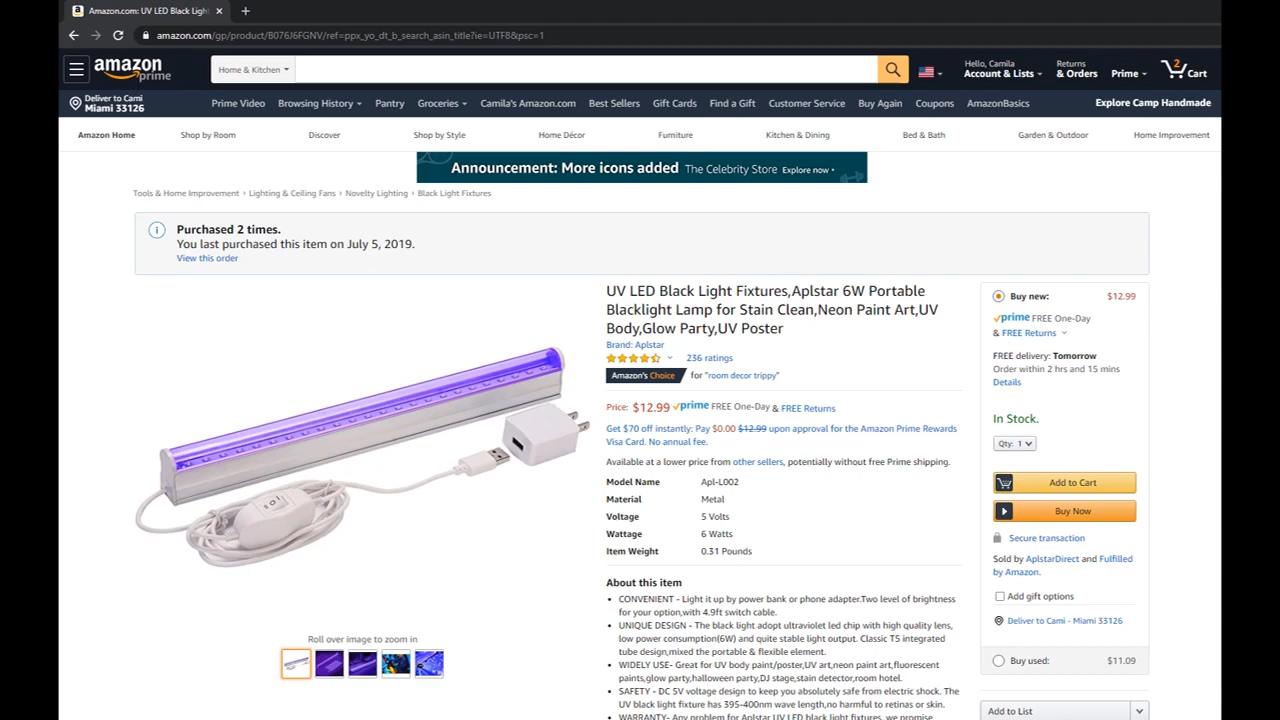 Amazon.com: UV LED Black Ligh
amazon.com/gp/product/B076J6FGNV/ref=ppx_yo_dt_b_search_asin_title?ie=UTF8&psc=1
amazon
prime
Home & Kitchen
Hello, Camila
Account & Lists
Returns
& Orders
Prime
2
Cart
Deliver to Cami
Miami 33126
Prime Video
Browsing History
Pantry
Groceries
Camila's Amazon.com
Best Sellers
Gift Cards
Find a Gift
Customer Service
Buy Again
Coupons
AmazonBasics
Explore Camp Handmade
Amazon Home
Shop by Room
Discover
Shop by Style
Home Décor
Furniture
Kitchen & Dining
Bed & Bath
Garden & Outdoor
Home Improvement
Announcement: More icons added The Celebrity Store Explore now ›
Tools & Home Improvement › Lighting & Ceiling Fans › Novelty Lighting › Black Light Fixtures
Purchased 2 times.
You last purchased this item on July 5, 2019.
View this order
UV LED Black Light Fixtures,Aplstar 6W Portable
Blacklight Lamp for Stain Clean,Neon Paint Art,UV
Body,Glow Party,UV Poster
Brand: Aplstar
236 ratings
Amazon's Choice for "room decor trippy"
Price: $12.99 prime FREE One-Day & FREE Returns
Get $70 off instantly: Pay $0.00 $12.99 upon approval for the Amazon Prime Rewards
Visa Card. No annual fee.
Available at a lower price from other sellers, potentially without free Prime shipping.
Model Name Apl-L002
Material Metal
Voltage 5 Volts
Wattage 6 Watts
Item Weight 0.31 Pounds
About this item
• CONVENIENT - Light it up by power bank or phone adapter.Two level of brightness
for your option,with 4.9ft switch cable.
• UNIQUE DESIGN - The black light adopt ultraviolet led chip with high quality lens,
low power consumption(6W) and quite stable light output. Classic T5 integrated
tube design,mixed the portable & flexible element.
• WIDELY USE- Great for UV body paint/poster,UV art,neon paint art,fluorescent
paints,glow party,halloween party,DJ stage,stain detector,room hotel.
• SAFETY - DC 5V voltage design to keep you absolutely safe from electric shock. The
UV black light fixture has 395-400nm wave length,no harmful to retinas or skin.
• WARRANTY- Any problem for Aplstar UV LED black light fixtures, we promise
Roll over image to zoom in
Buy new: $12.99
prime FREE One-Day
& FREE Returns
FREE delivery: Tomorrow
Order within 2 hrs and 15 mins
Details
In Stock.
Qty: 1
Add to Cart
Buy Now
Secure transaction
Sold by AplstarDirect and Fulfilled
by Amazon.
Add gift options
Deliver to Cami - Miami 33126
Buy used: $11.09
Add to List